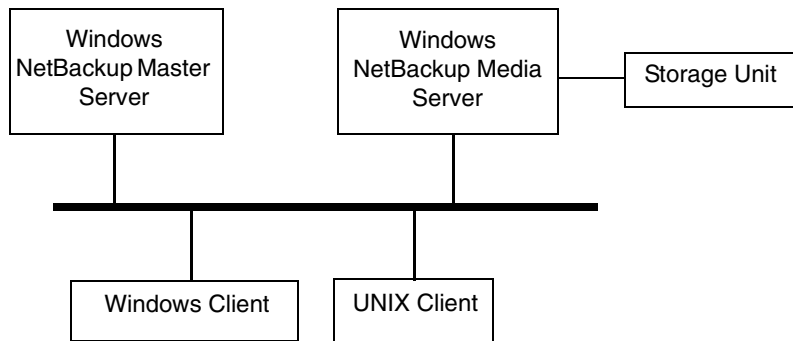 Windows
NetBackup Master
Server
Windows
NetBackup Media
Server
Storage Unit
Windows Client
UNIX Client